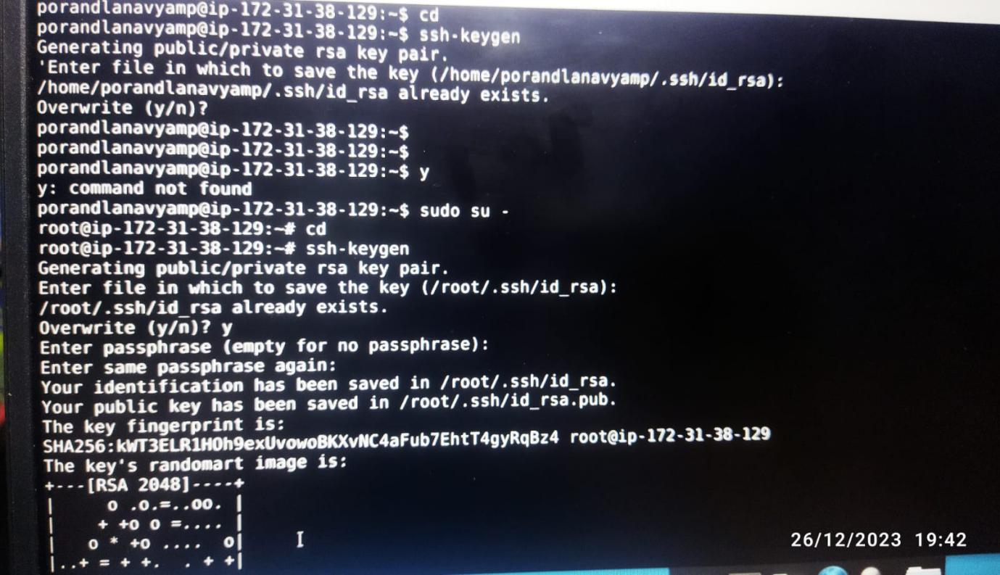 porandlanavyamp@ip-172-31-38-129:~$ cd
porandlanavyamp@ip-172-31-38-129:~$ ssh-keygen
Generating public/private rsa key pair.
'Enter file in which to save the key (/home/porandlanavyamp/.ssh/id_rsa):
/home/porandlanavyamp/.ssh/id_rsa already exists.
Overwrite (y/n)?
porandlanavyamp@ip-172-31-38-129:~$
porandlanavyamp@ip-172-31-38-129:~$
porandlanavyamp@ip-172-31-38-129:~$ y
y: command not found
porandlanavyamp@ip-172-31-38-129:~$ sudo su -
root@ip-172-31-38-129:~# cd
root@ip-172-31-38-129:~# ssh-keygen
Generating public/private rsa key pair.
Enter file in which to save the key (/root/.ssh/id_rsa):
/root/.ssh/id_rsa already exists.
Overwrite (y/n)? y
Enter passphrase (empty for no passphrase):
Enter same passphrase again:
Your identification has been saved in /root/.ssh/id_rsa.
Your public key has been saved in /root/.ssh/id_rsa.pub.
The key fingerprint is:
SHA256:kWT3ELR1HOh9exUvowoBKXvNC4aFub7EhtT4gyRqBz4 root@ip-172-31-38-129
The key's randomart image is:
+---[RSA 2048]----+
|     o .o.=..oo. |
|    + +o o =.... |
|   o * +o ....  o|
|..+ = + +.  . + +|
26/12/2023 19:42